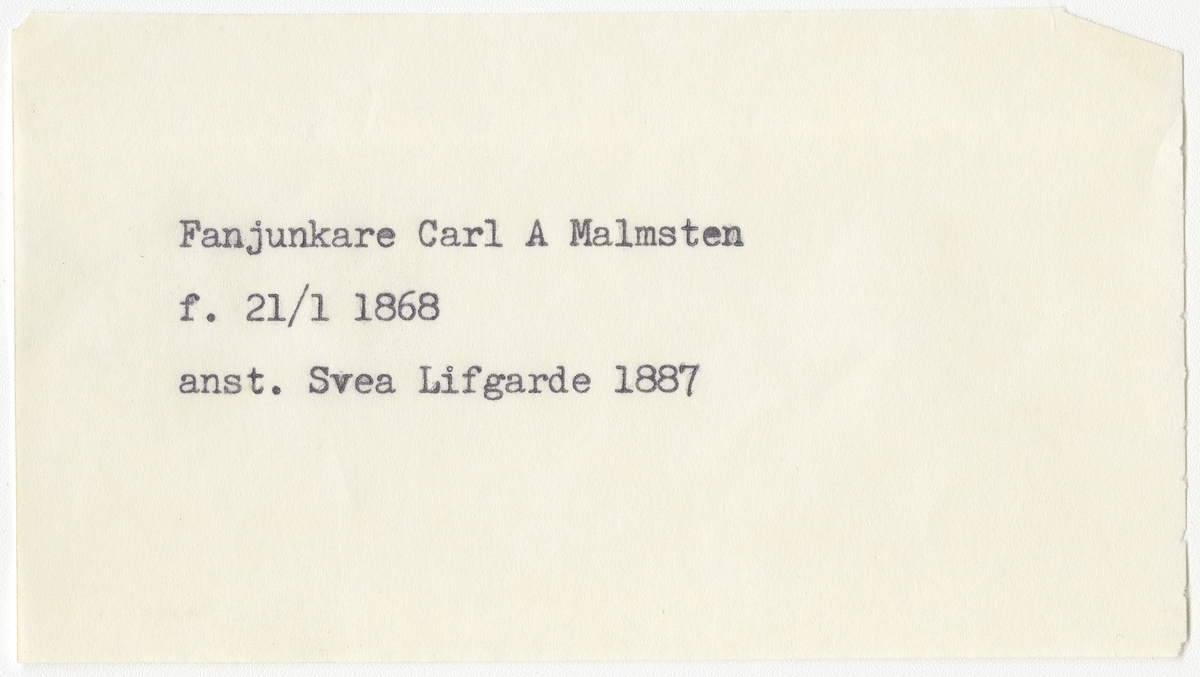 Fanjunkare Carl A Malmsten
f. 21/1 1868
anst. Svea Lifgarde 1887